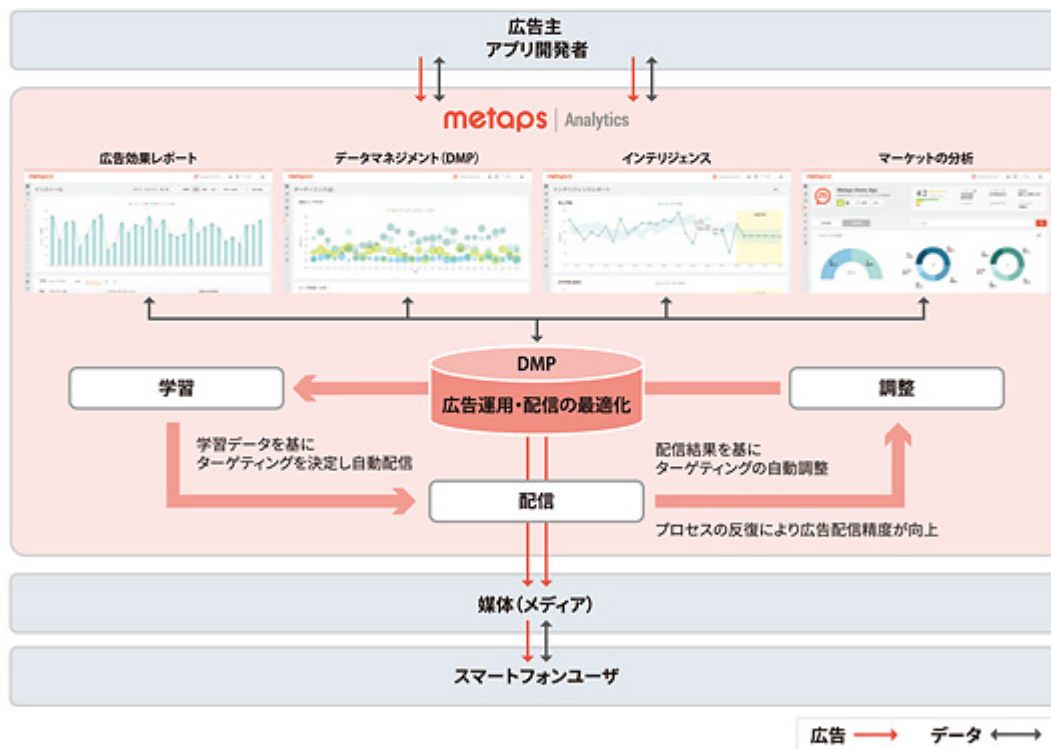 広告主
アプリ開発者
metaps | Analytics
広告効果レポート
データマネジメント(DMP)
インテリジェンス
マーケットの分析
DMP
広告運用・配信の最適化
学習
調整
学習データを基に
ターゲティングを決定し自動配信
配信結果を基に
ターゲティングの自動調整
配信
プロセスの反復により広告配信精度が向上
媒体(メディア)
スマートフォンユーザ
広告 データ